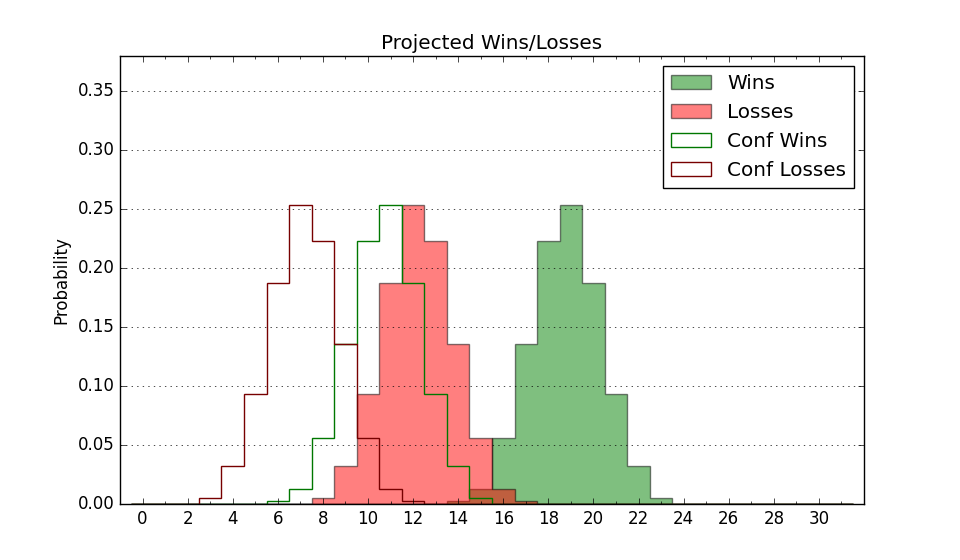 Projected Wins/Losses
Wins
Losses
Conf Wins
Conf Losses
Probability
0.35
0.30
0.25
0.20
0.15
0.10
0.05
0.00
0 2 4 6 8 10 12 14 16 18 20 22 24 26 28 30